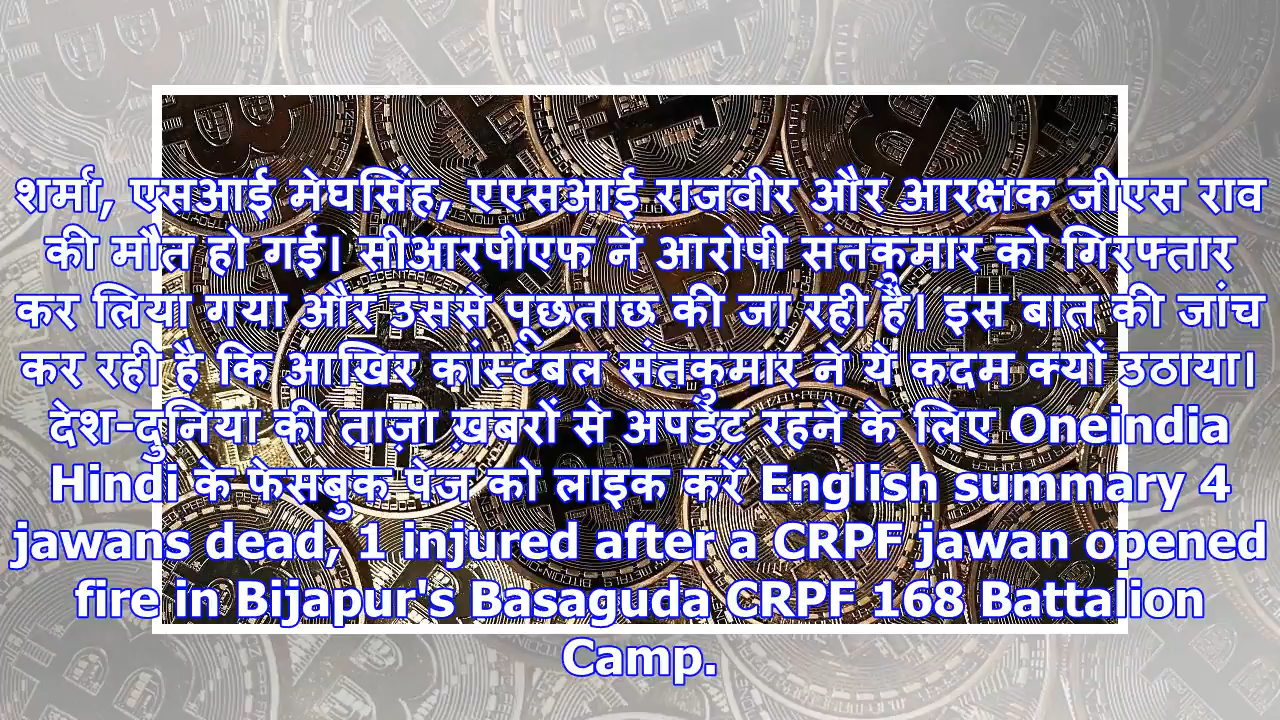 शर्मा, एसआई मेघसिंह, एएसआई राजवीर और आरक्षक जीएस राव
की मौत हो गई। सीआरपीएफ ने आरोपी संतकुमार को गिरफ्तार
कर लिया गया और उससे पूछताछ की जा रही है। इस बात की जांच
कर रही है कि आखिर कांस्टेबल संतकुमार ने ये कदम क्यों उठाया।
देश-दुनिया की ताज़ा ख़बरों से अपडेट रहने के लिए Oneindia
Hindi के फेसबुक पेज़ को लाइक करें English summary 4
jawans dead, 1 injured after a CRPF jawan opened
fire in Bijapur's Basaguda CRPF 168 Battalion
Camp.